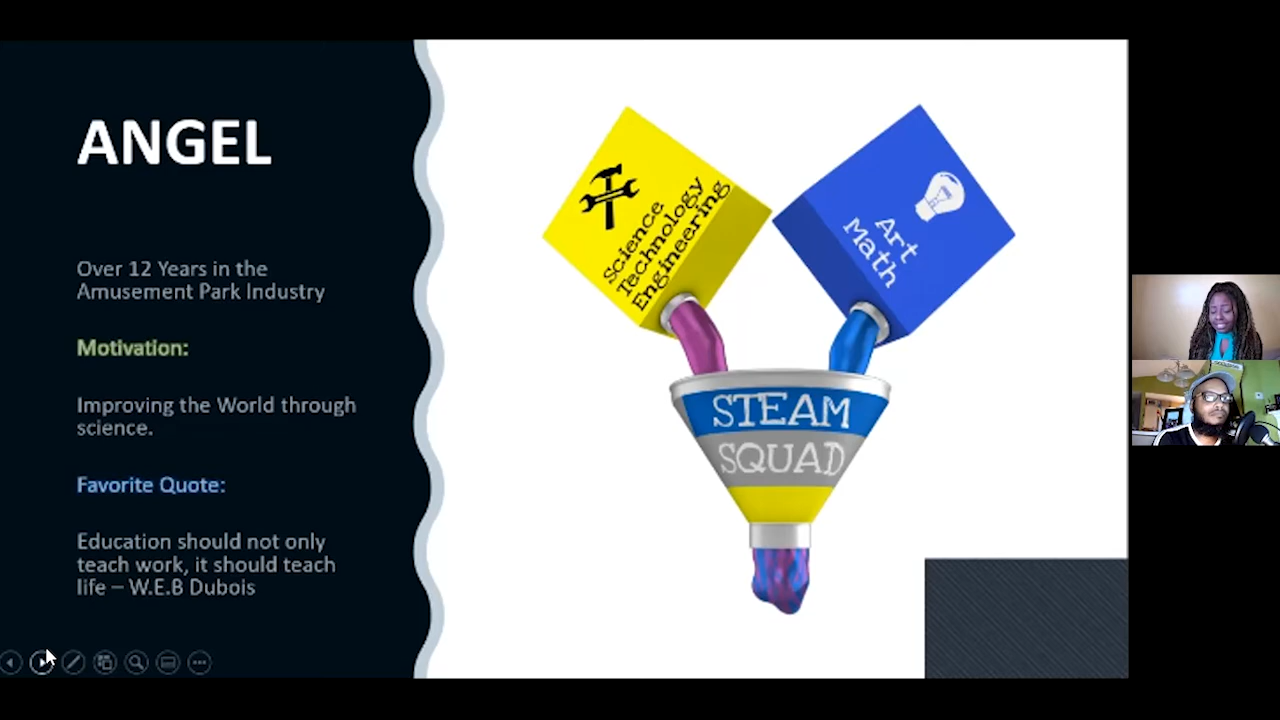 ANGEL
Over 12 Years in the
Amusement Park Industry
Motivation:
Improving the World through
science.
Favorite Quote:
Education should not only
teach work, it should teach
life – W.E.B Dubois
Science
Technology
Engineering
Art
Math
STEAM
SQUAD